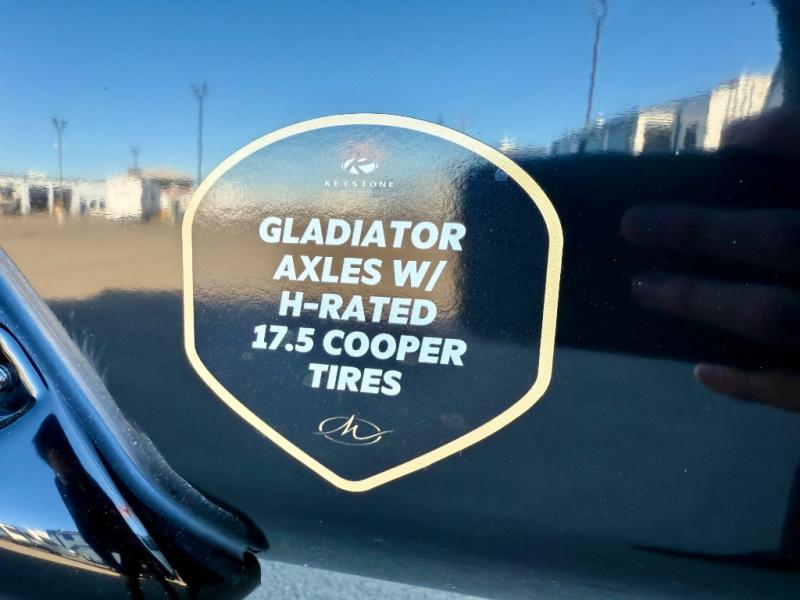 KEYSTONE
GLADIATOR
AXLES W/
H-RATED
17.5 COOPER
TIRES